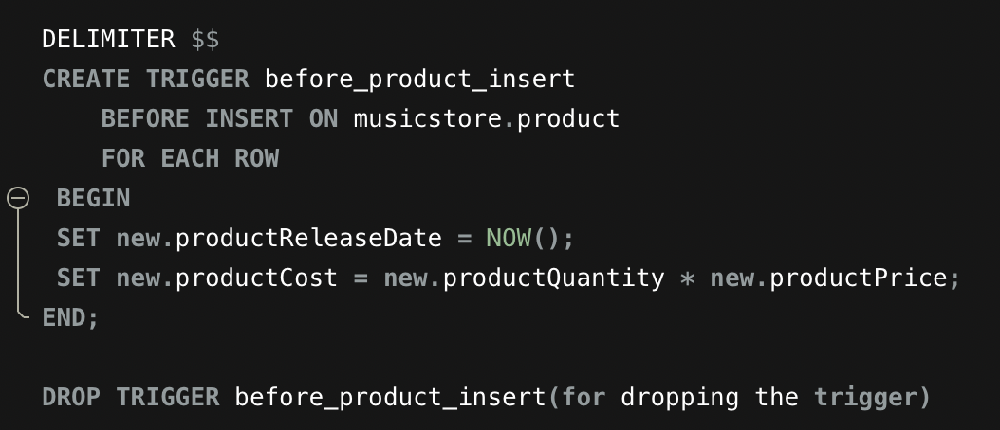 DELIMITER $$
CREATE TRIGGER before_product_insert
BEFORE INSERT ON musicstore.product
FOR EACH ROW
BEGIN
SET new.productReleaseDate = NOW();
SET new.productCost = new.productQuantity * new.productPrice;
END;
DROP TRIGGER before_product_insert(for dropping the trigger)